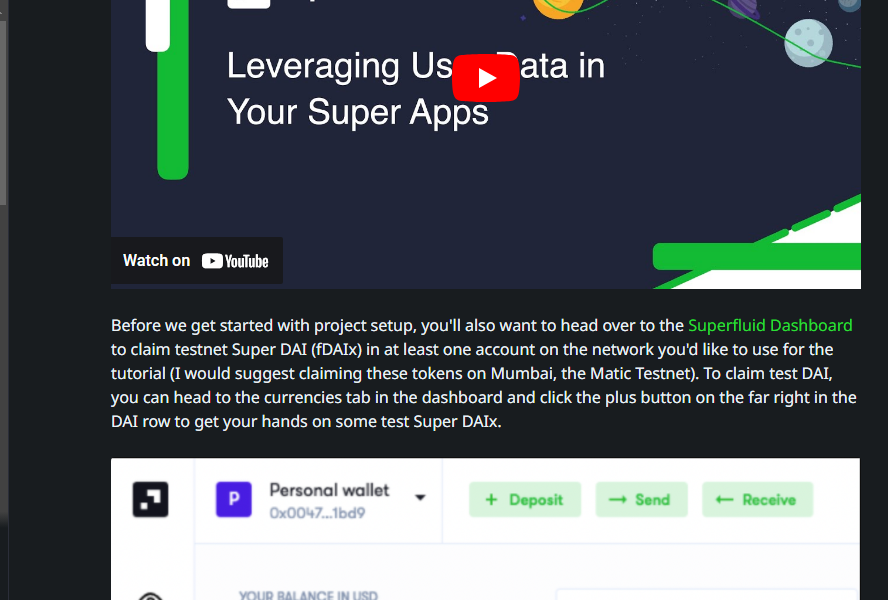 Leveraging Us Data in
Your Super Apps
Watch on YouTube
Before we get started with project setup, you'll also want to head over to the Superfluid Dashboard
to claim testnet Super DAI (fDAIx) in at least one account on the network you'd like to use for the
tutorial (I would suggest claiming these tokens on Mumbai, the Matic Testnet). To claim test DAI,
you can head to the currencies tab in the dashboard and click the plus button on the far right in the
DAI row to get your hands on some test Super DAIx.
P Personal wallet + Deposit → Send ← Receive
0x0047...1bd9
YOUR BALANCE IN USD